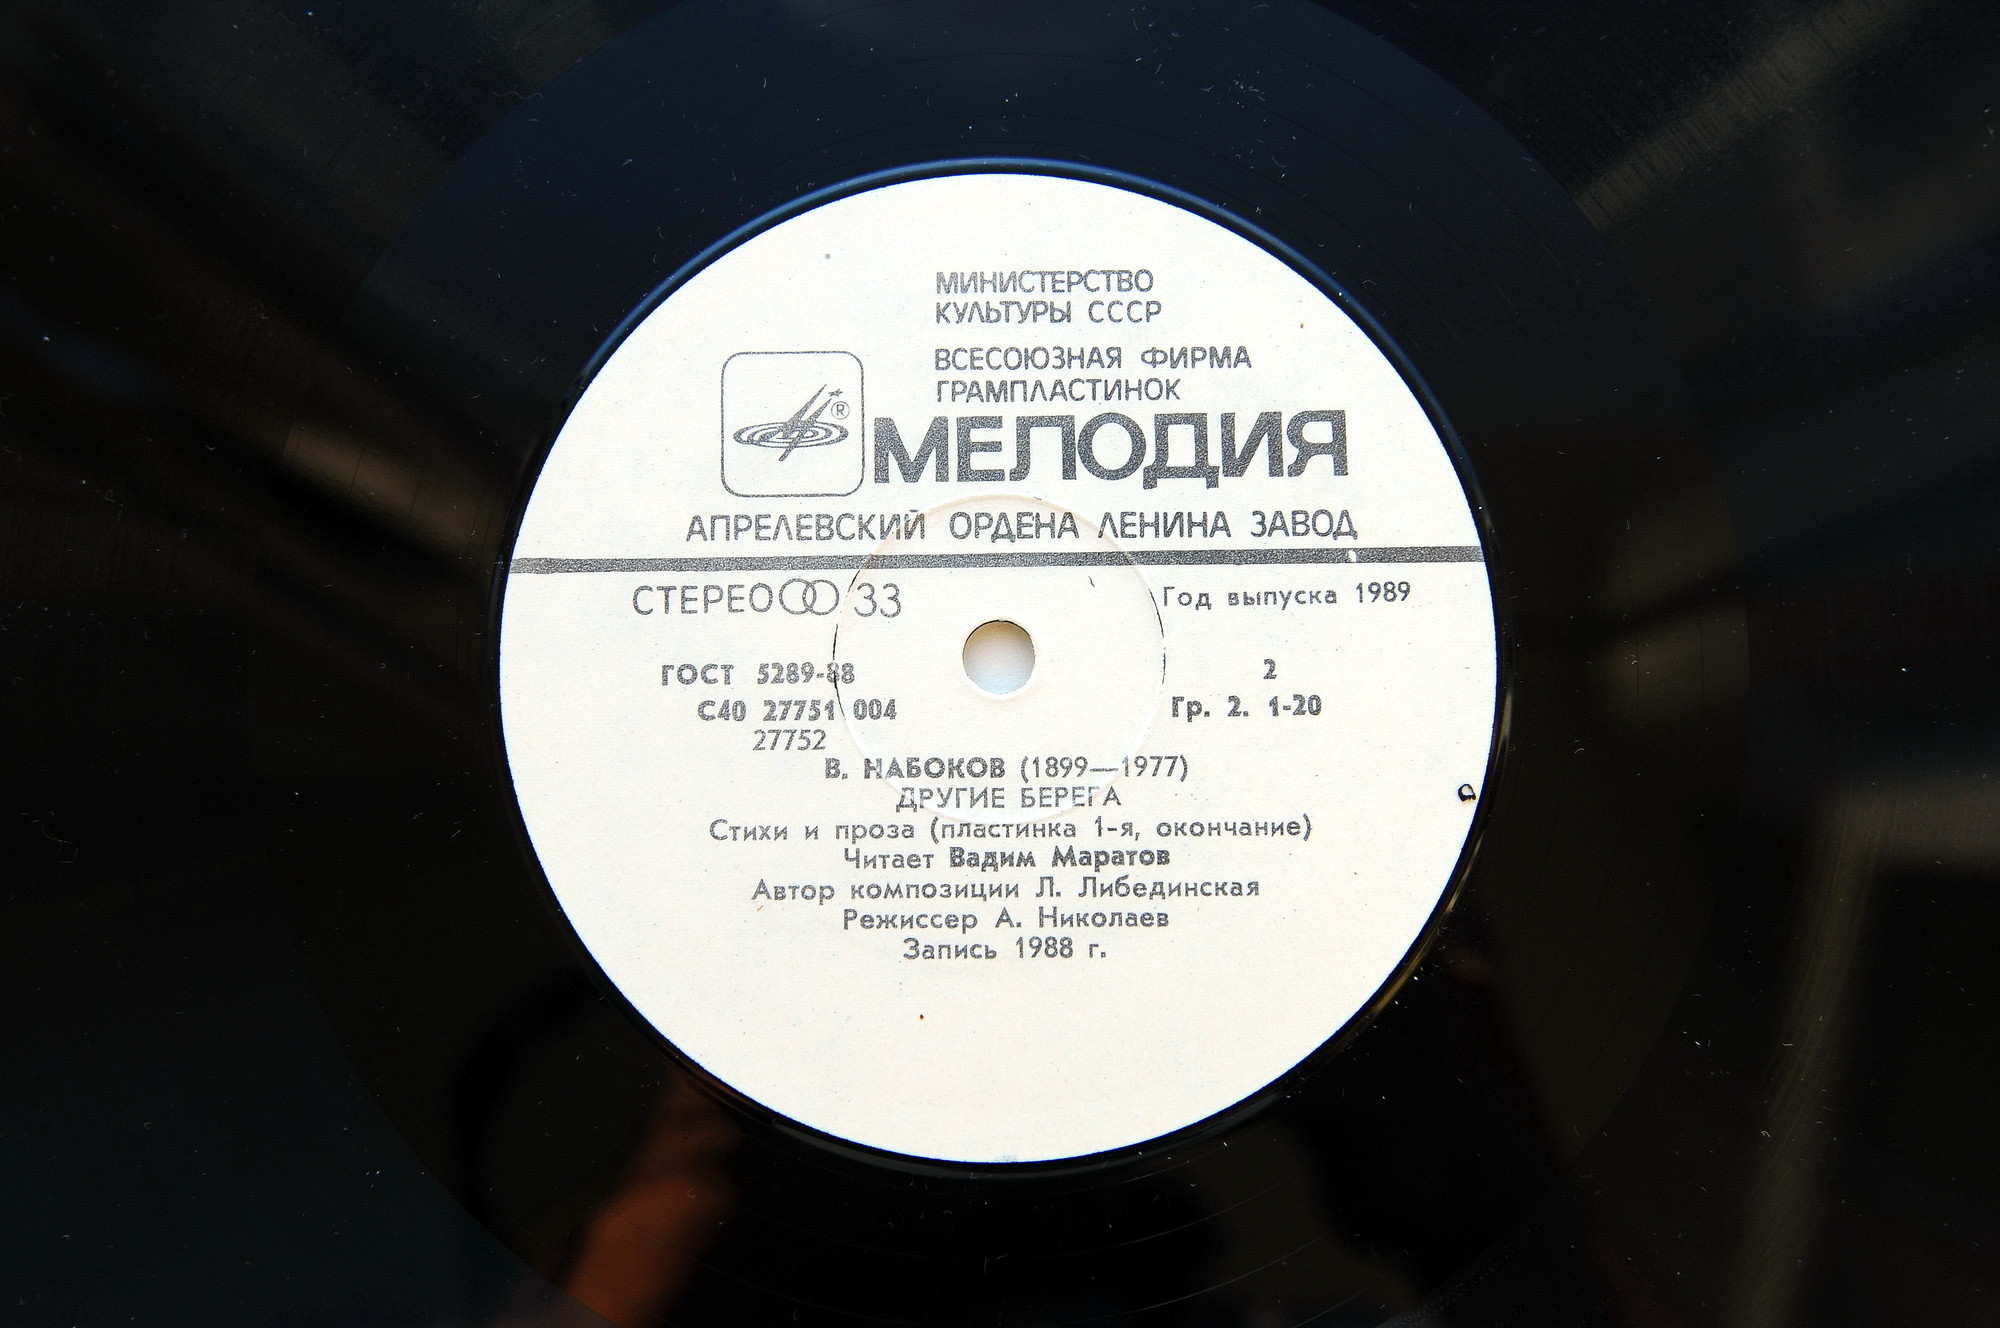 МИНИСТЕРСТВО
КУЛЬТУРЫ СССР
ВСЕСОЮЗНАЯ ФИРМА
ГРАМПЛАСТИНОК
®
МЕЛОДИЯ
АПРЕЛЕВСКИЙ ОРДЕНА ЛЕНИНА ЗАВОД
СТЕРЕО 33
Год выпуска 1989
ГОСТ 5289-88
2
С40 27751 004
Гр. 2. 1-20
27752
В. НАБОКОВ (1899—1977)
ДРУГИЕ БЕРЕГА
Стихи и проза (пластинка 1-я, окончание)
Читает Вадим Маратов
Автор композиции Л. Либединская
Режиссер А. Николаев
Запись 1988 г.